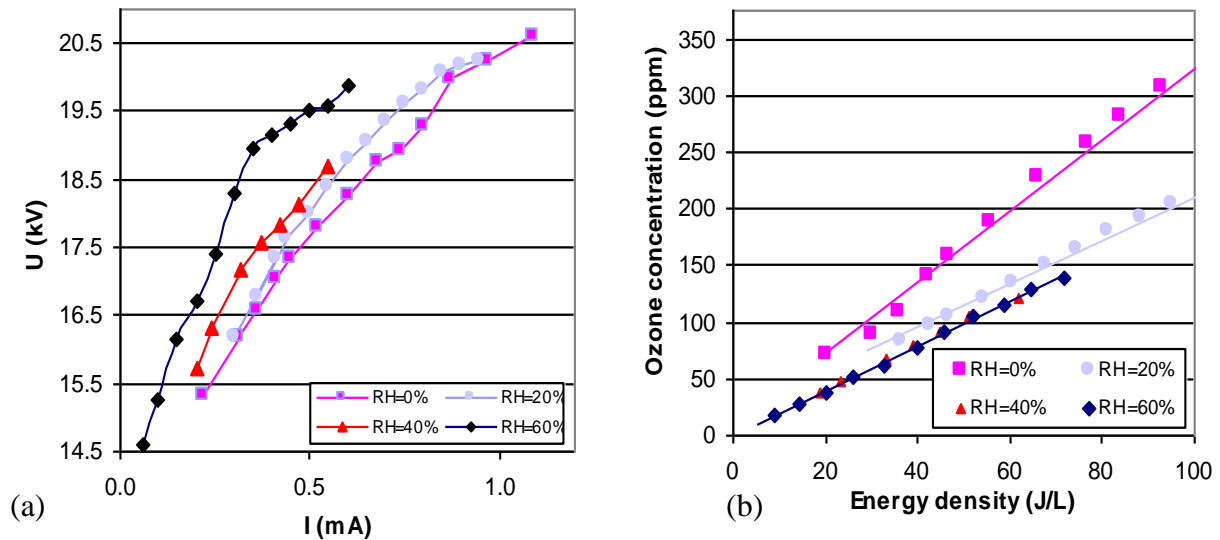 20.5
19.5
18.5
17.5
16.5
15.5
14.5
U (kV)
0.0
0.5
1.0
I (mA)
RH=0%
RH=20%
RH=40%
RH=60%
(a)
350
300
250
200
150
100
50
0
Ozone concentration (ppm)
0
20
40
60
80
100
Energy density (J/L)
RH=0%
RH=20%
RH=40%
RH=60%
(b)